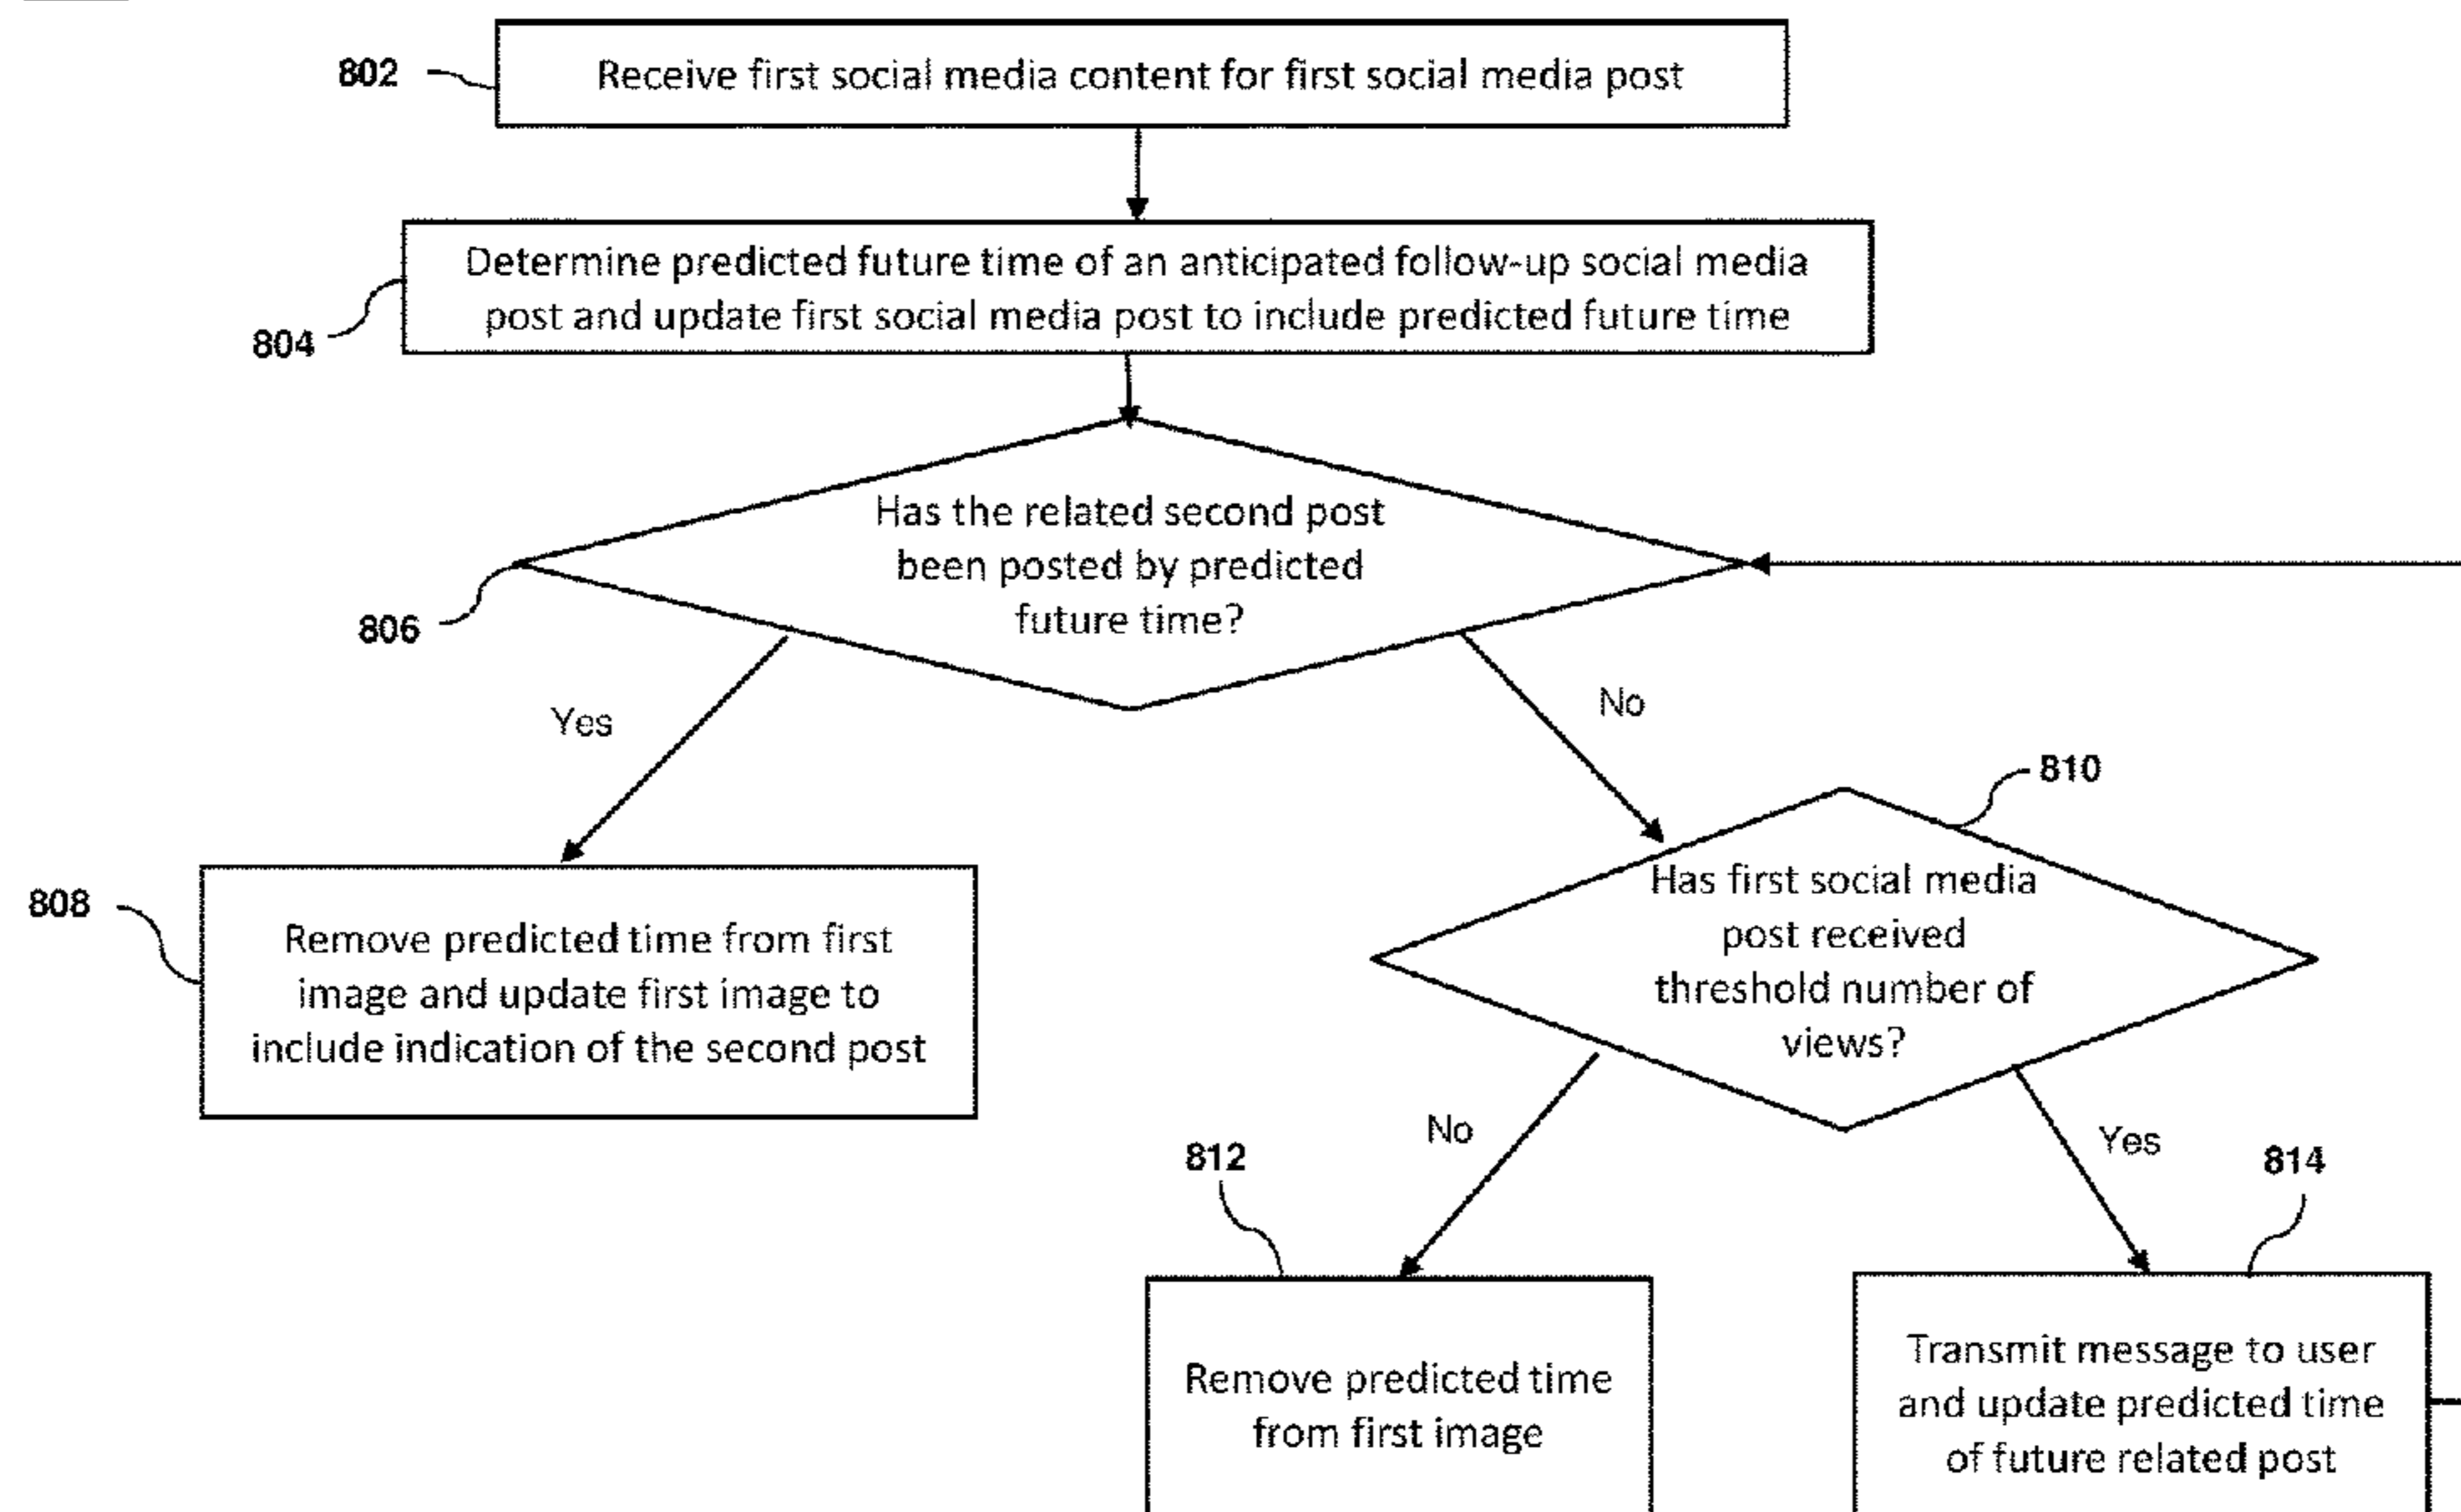 802
Receive first social media content for first social media post
Determine predicted future time of an anticipated follow-up social media
post and update first social media post to include predicted future time
804
Has the related second post
been posted by predicted
future time?
806
Yes
No
810
808
Remove predicted time from first
image and update first image to
include indication of the second post
Has first social media
post received
threshold number of
views?
No
Yes
812
814
Remove predicted time
from first image
Transmit message to user
and update predicted time
of future related post